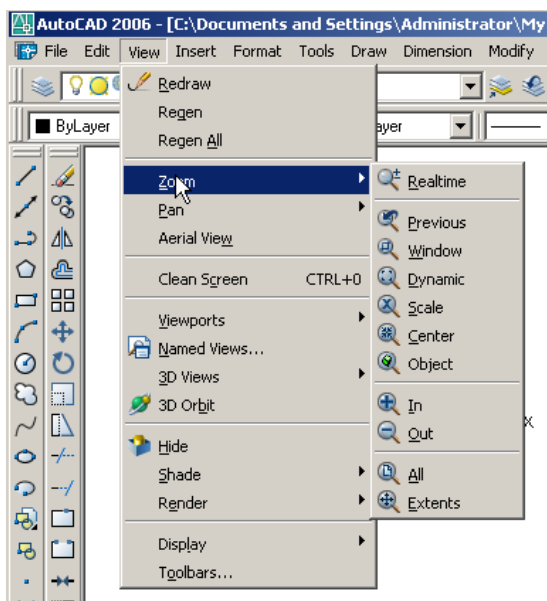 AutoCAD 2006 - [C:\Documents and Settings\Administrator\My
File Edit View Insert Format Tools Draw Dimension Modify
Redraw
Regen
ByLayer
ayer
Regen All
Zoom
Realtime
Pan
Previous
Aerial View
Window
Clean Screen CTRL+0
Dynamic
Scale
Viewports
Center
Named Views...
Object
3D Views
3D Orbit
In
X
Out
Hide
Shade
All
Render
Extents
Display
Toolbars...